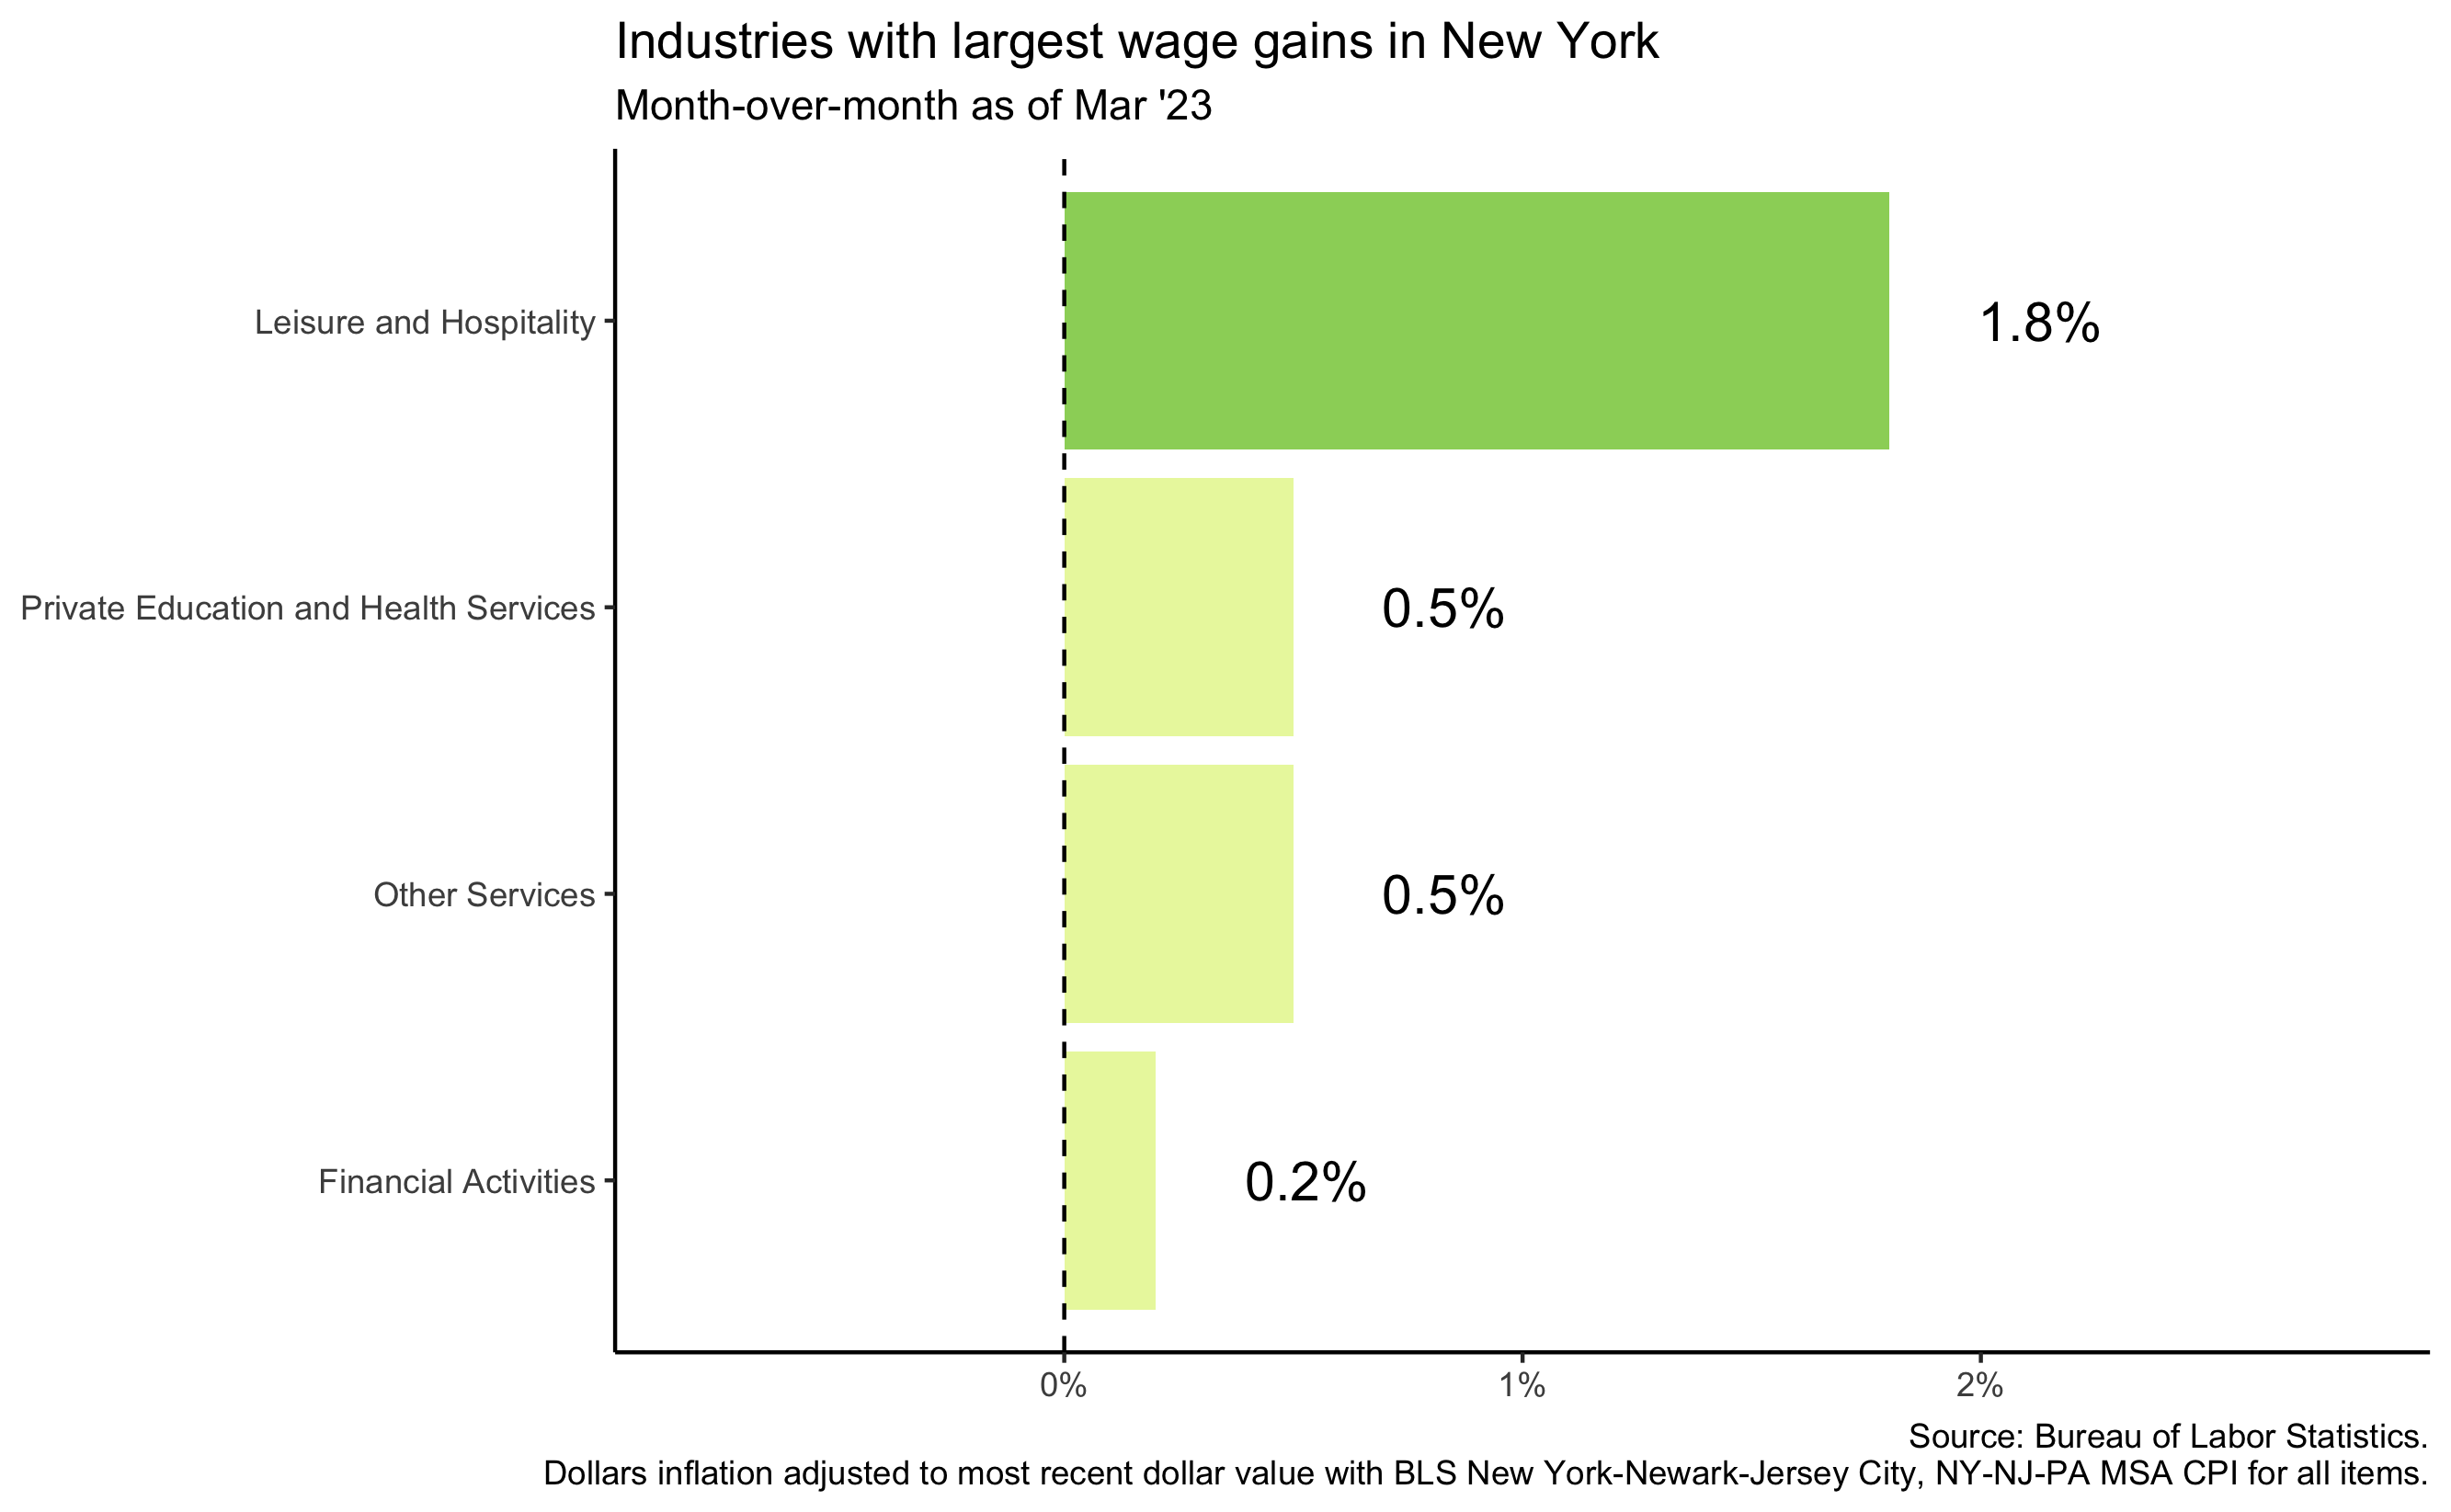 Industries with largest wage gains in New York
Month-over-month as of Mar '23
Leisure and Hospitality
1.8%
Private Education and Health Services
0.5%
Other Services
0.5%
Financial Activities
0.2%
0%
1%
2%
Source: Bureau of Labor Statistics.
Dollars inflation adjusted to most recent dollar value with BLS New York-Newark-Jersey City, NY-NJ-PA MSA CPI for all items.